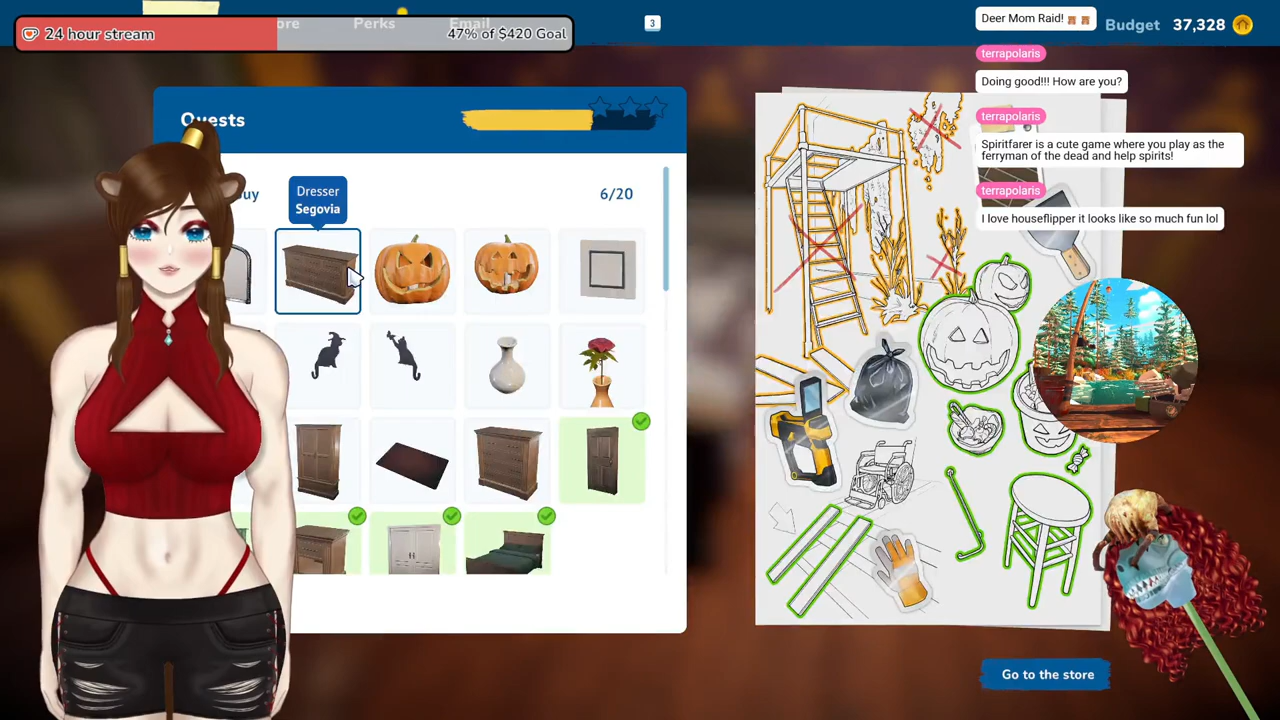 24 hour stream
47% of $420 Goal
Perks
Email
3
Budget 37,328
Deer Mom Raid!
terrapolaris
Doing good!!! How are you?
terrapolaris
Spiritfarer is a cute game where you play as the
ferryman of the dead and help spirits!
terrapolaris
I love houseflipper it looks like so much fun lol
Quests
6/20
Dresser
Segovia
Go to the store